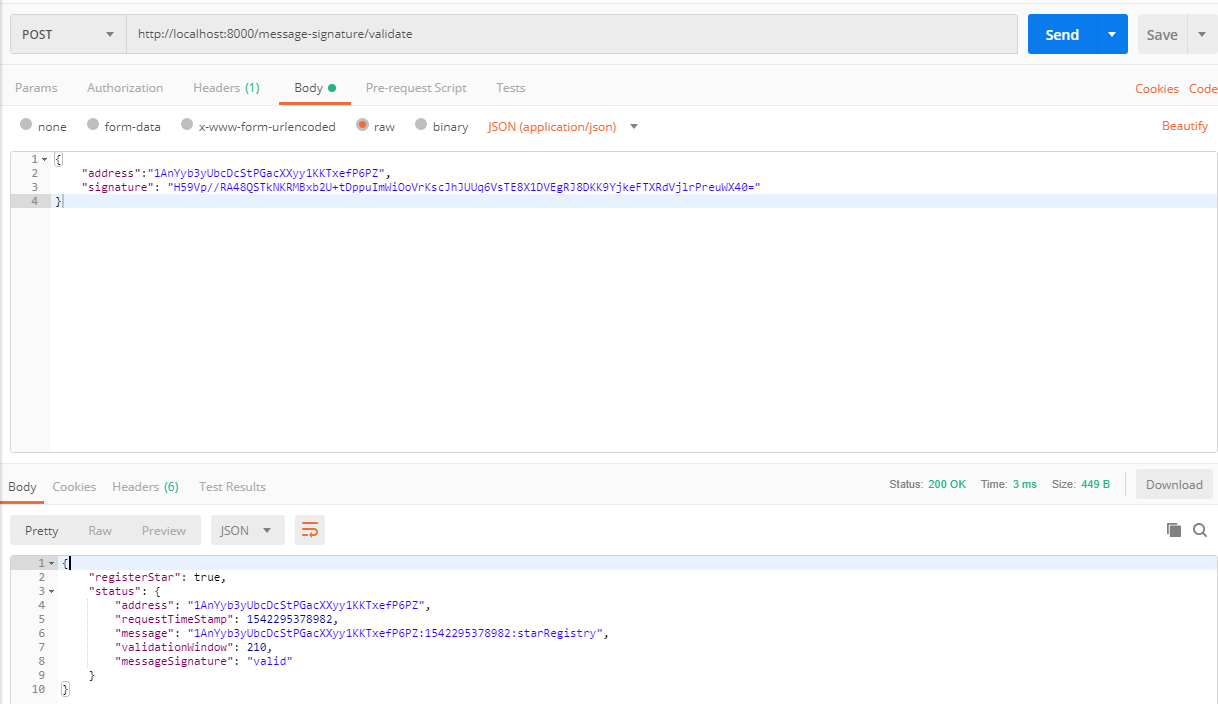 POST http://localhost:8000/message-signature/validate Send Save
Params Authorization Headers (1) Body Pre-request Script Tests Cookies Code
none form-data x-www-form-urlencoded raw binary JSON (application/json) Beautify
1 {
2 "address":"1AnYyb3yUbcDcStPGacXXyy1KKTxefP6PZ",
3 "signature": "H59Vp//RA48QSTkNKRMBxb2U+tDppuImWiOoVrKscJhJUUq6VsTE8X1DVEgRJ8DKK9YjkeFTXRdVjlrPreuWX40="
4 }
Body Cookies Headers (6) Test Results Status: 200 OK Time: 3 ms Size: 449 B Download
Pretty Raw Preview JSON
1 {
2 "registerStar": true,
3 "status": {
4 "address": "1AnYyb3yUbcDcStPGacXXyy1KKTxefP6PZ",
5 "requestTimeStamp": 1542295378982,
6 "message": "1AnYyb3yUbcDcStPGacXXyy1KKTxefP6PZ:1542295378982:starRegistry",
7 "validationWindow": 210,
8 "messageSignature": "valid"
9 }
10 }